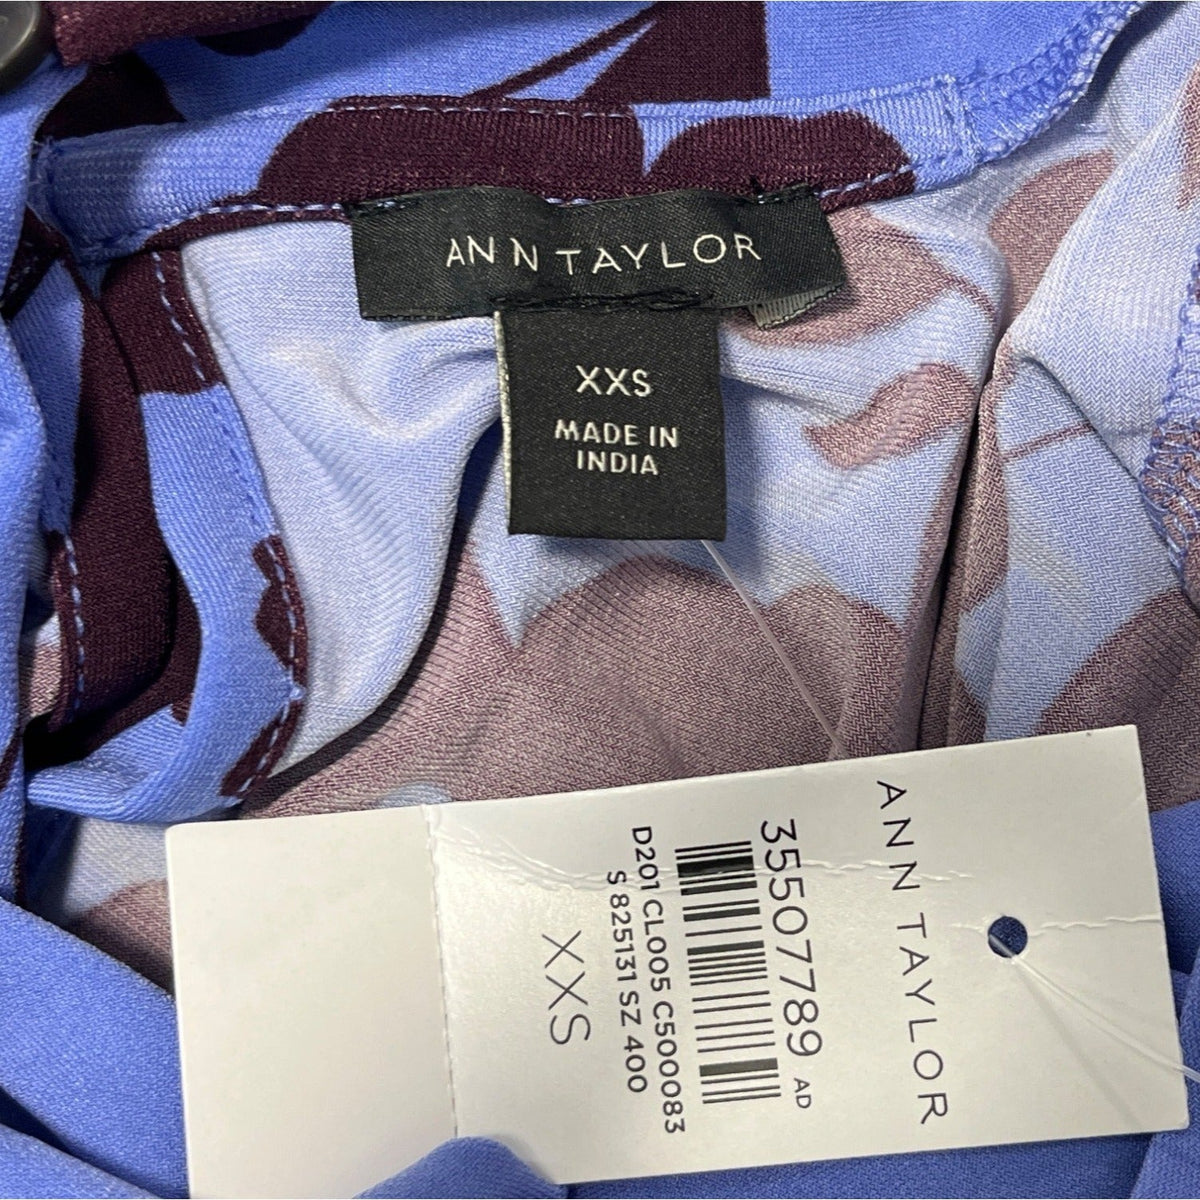 ANN TAYLOR
XXS
MADE IN
INDIA
ANN TAYLOR
35507789 AD
D201 CL005 C500083
S 825131 SZ 400
XXS